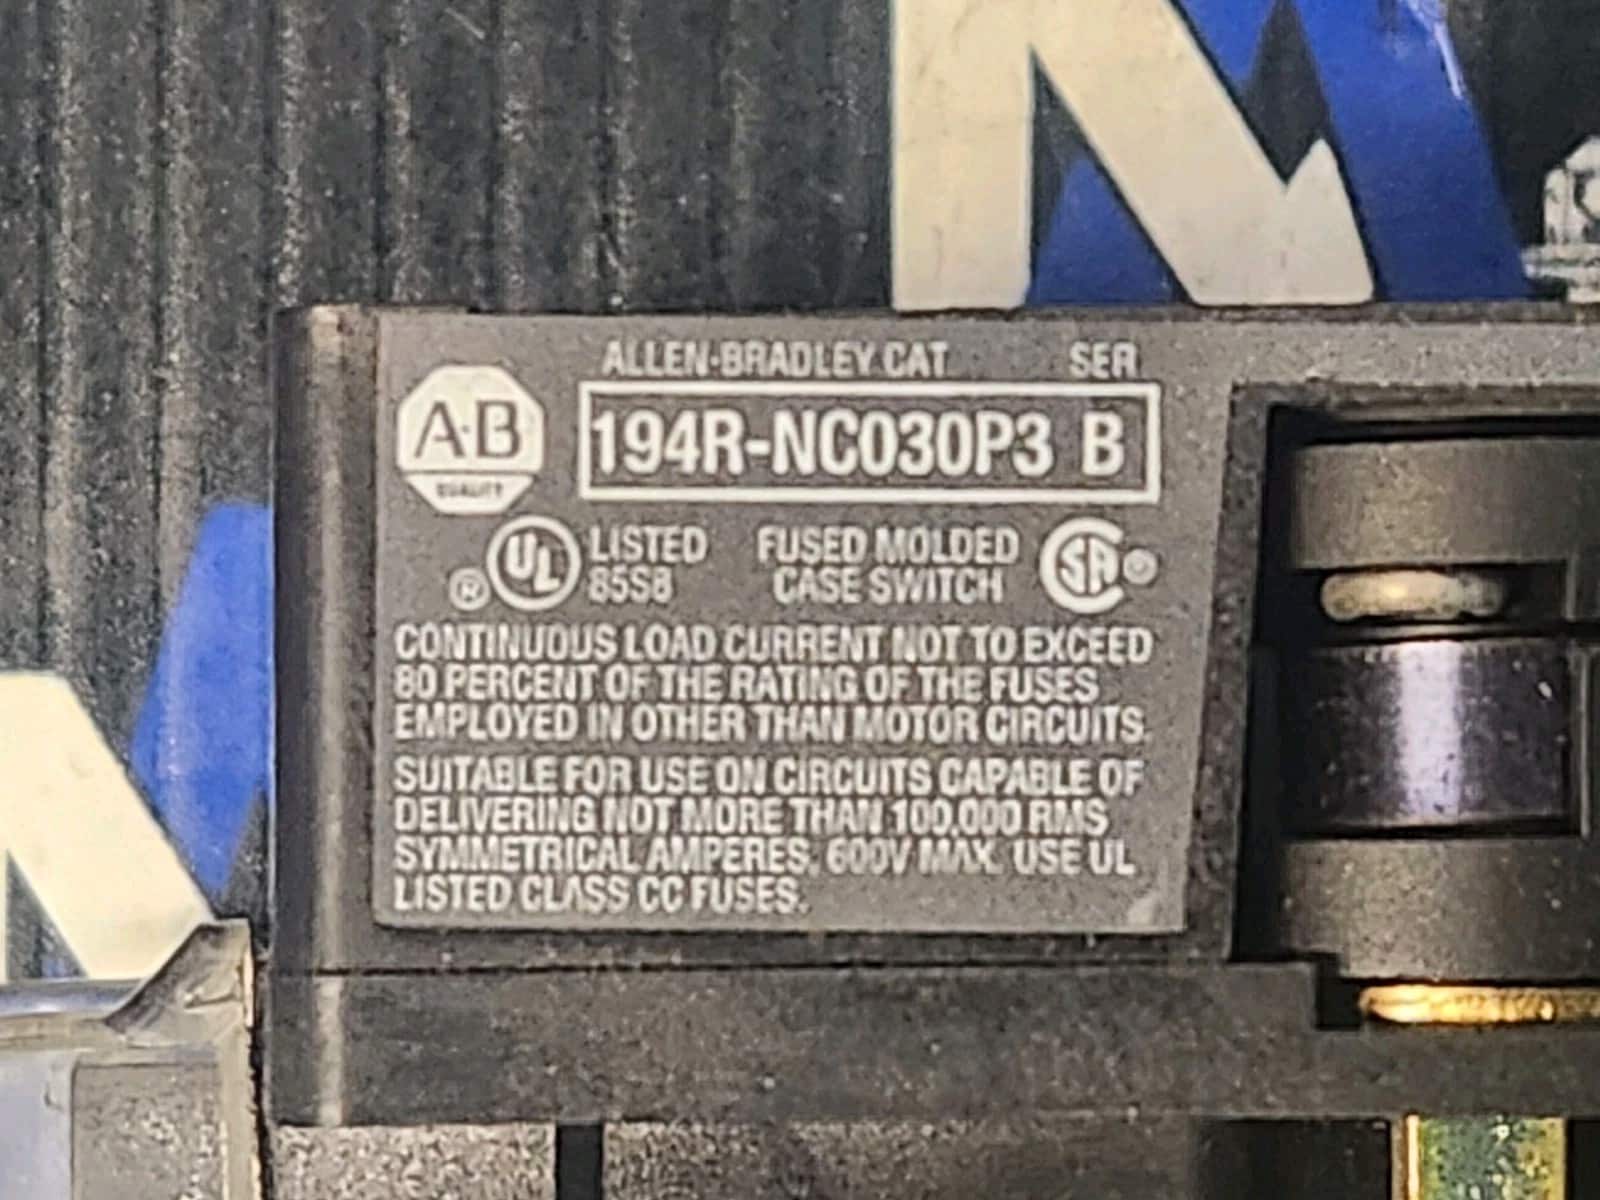 ALLEN-BRADLEY CAT SER
A-B
QUALITY
194R-NC030P3 B
® UL LISTED
85S8
FUSED MOLDED
CASE SWITCH
SA ®
CONTINUOUS LOAD CURRENT NOT TO EXCEED
80 PERCENT OF THE RATING OF THE FUSES
EMPLOYED IN OTHER THAN MOTOR CIRCUITS.
SUITABLE FOR USE ON CIRCUITS CAPABLE OF
DELIVERING NOT MORE THAN 100,000 RMS
SYMMETRICAL AMPERES, 600V MAX. USE UL
LISTED CLASS CC FUSES.